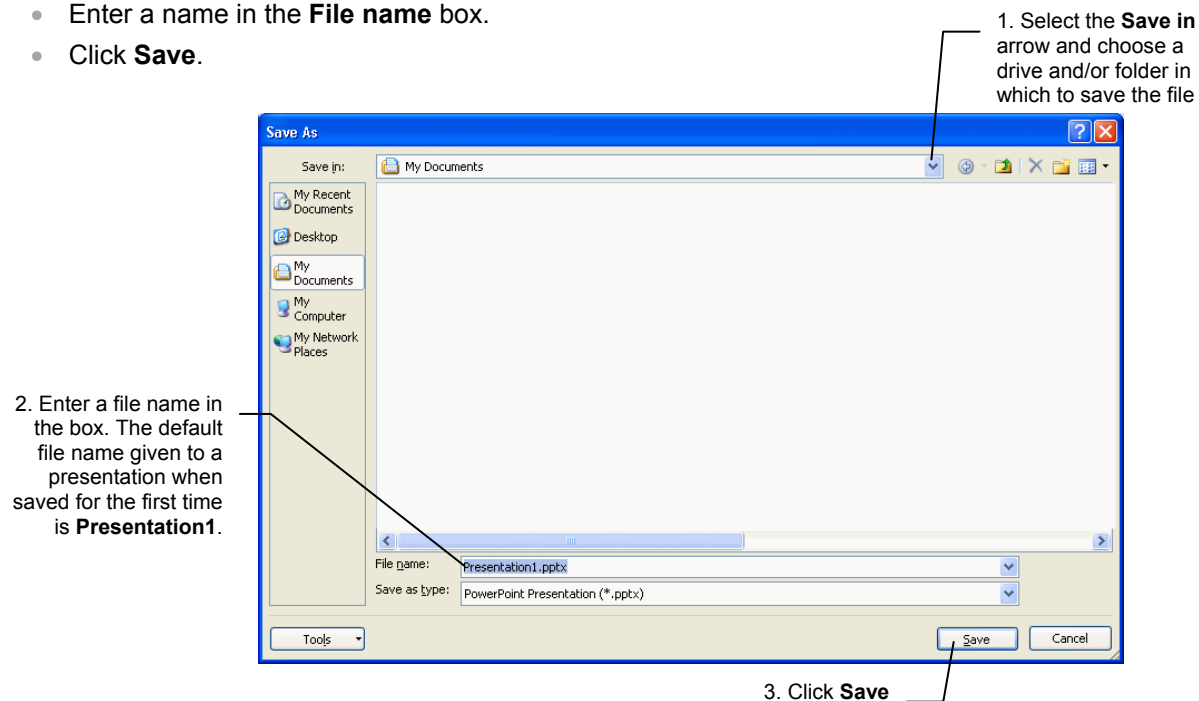 Enter a name in the File name box.
Click Save.
1. Select the Save in
arrow and choose a
drive and/or folder in
which to save the file
Save As
Save in:
My Documents
My Recent
Documents
Desktop
My
Documents
My
Computer
My Network
Places
2. Enter a file name in
the box. The default
file name given to a
presentation when
saved for the first time
is Presentation1.
File name:
Presentation1.pptx
Save as type:
PowerPoint Presentation (*.pptx)
Tools
Save
Cancel
3. Click Save